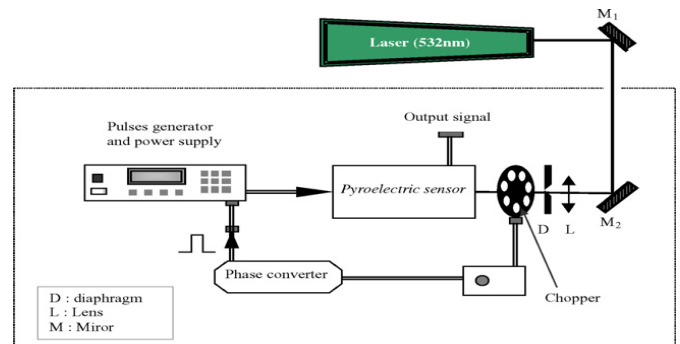 M1
Laser (532nm)
Output signal
Pulses generator
and power supply
Pyroelectric sensor
D L
M2
Phase converter
Chopper
D : diaphragm
L : Lens
M : Miror